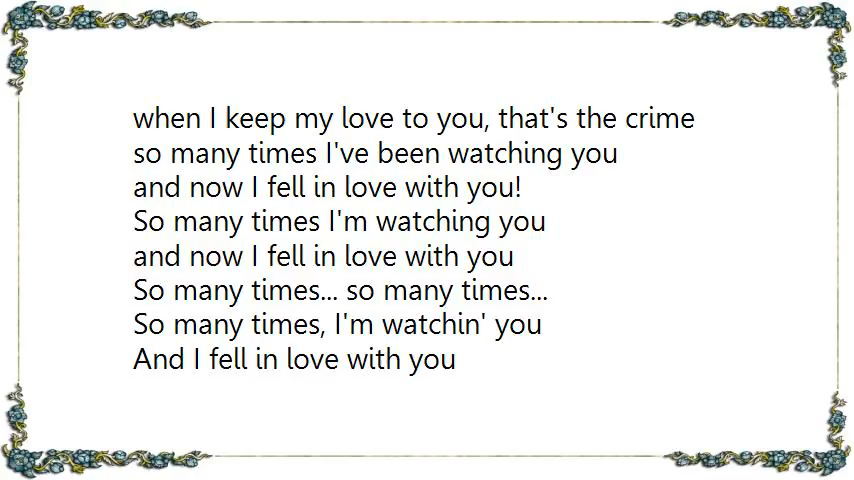 when I keep my love to you, that's the crime
so many times I've been watching you
and now I fell in love with you!
So many times I'm watching you
and now I fell in love with you
So many times... so many times...
So many times, I'm watchin' you
And I fell in love with you